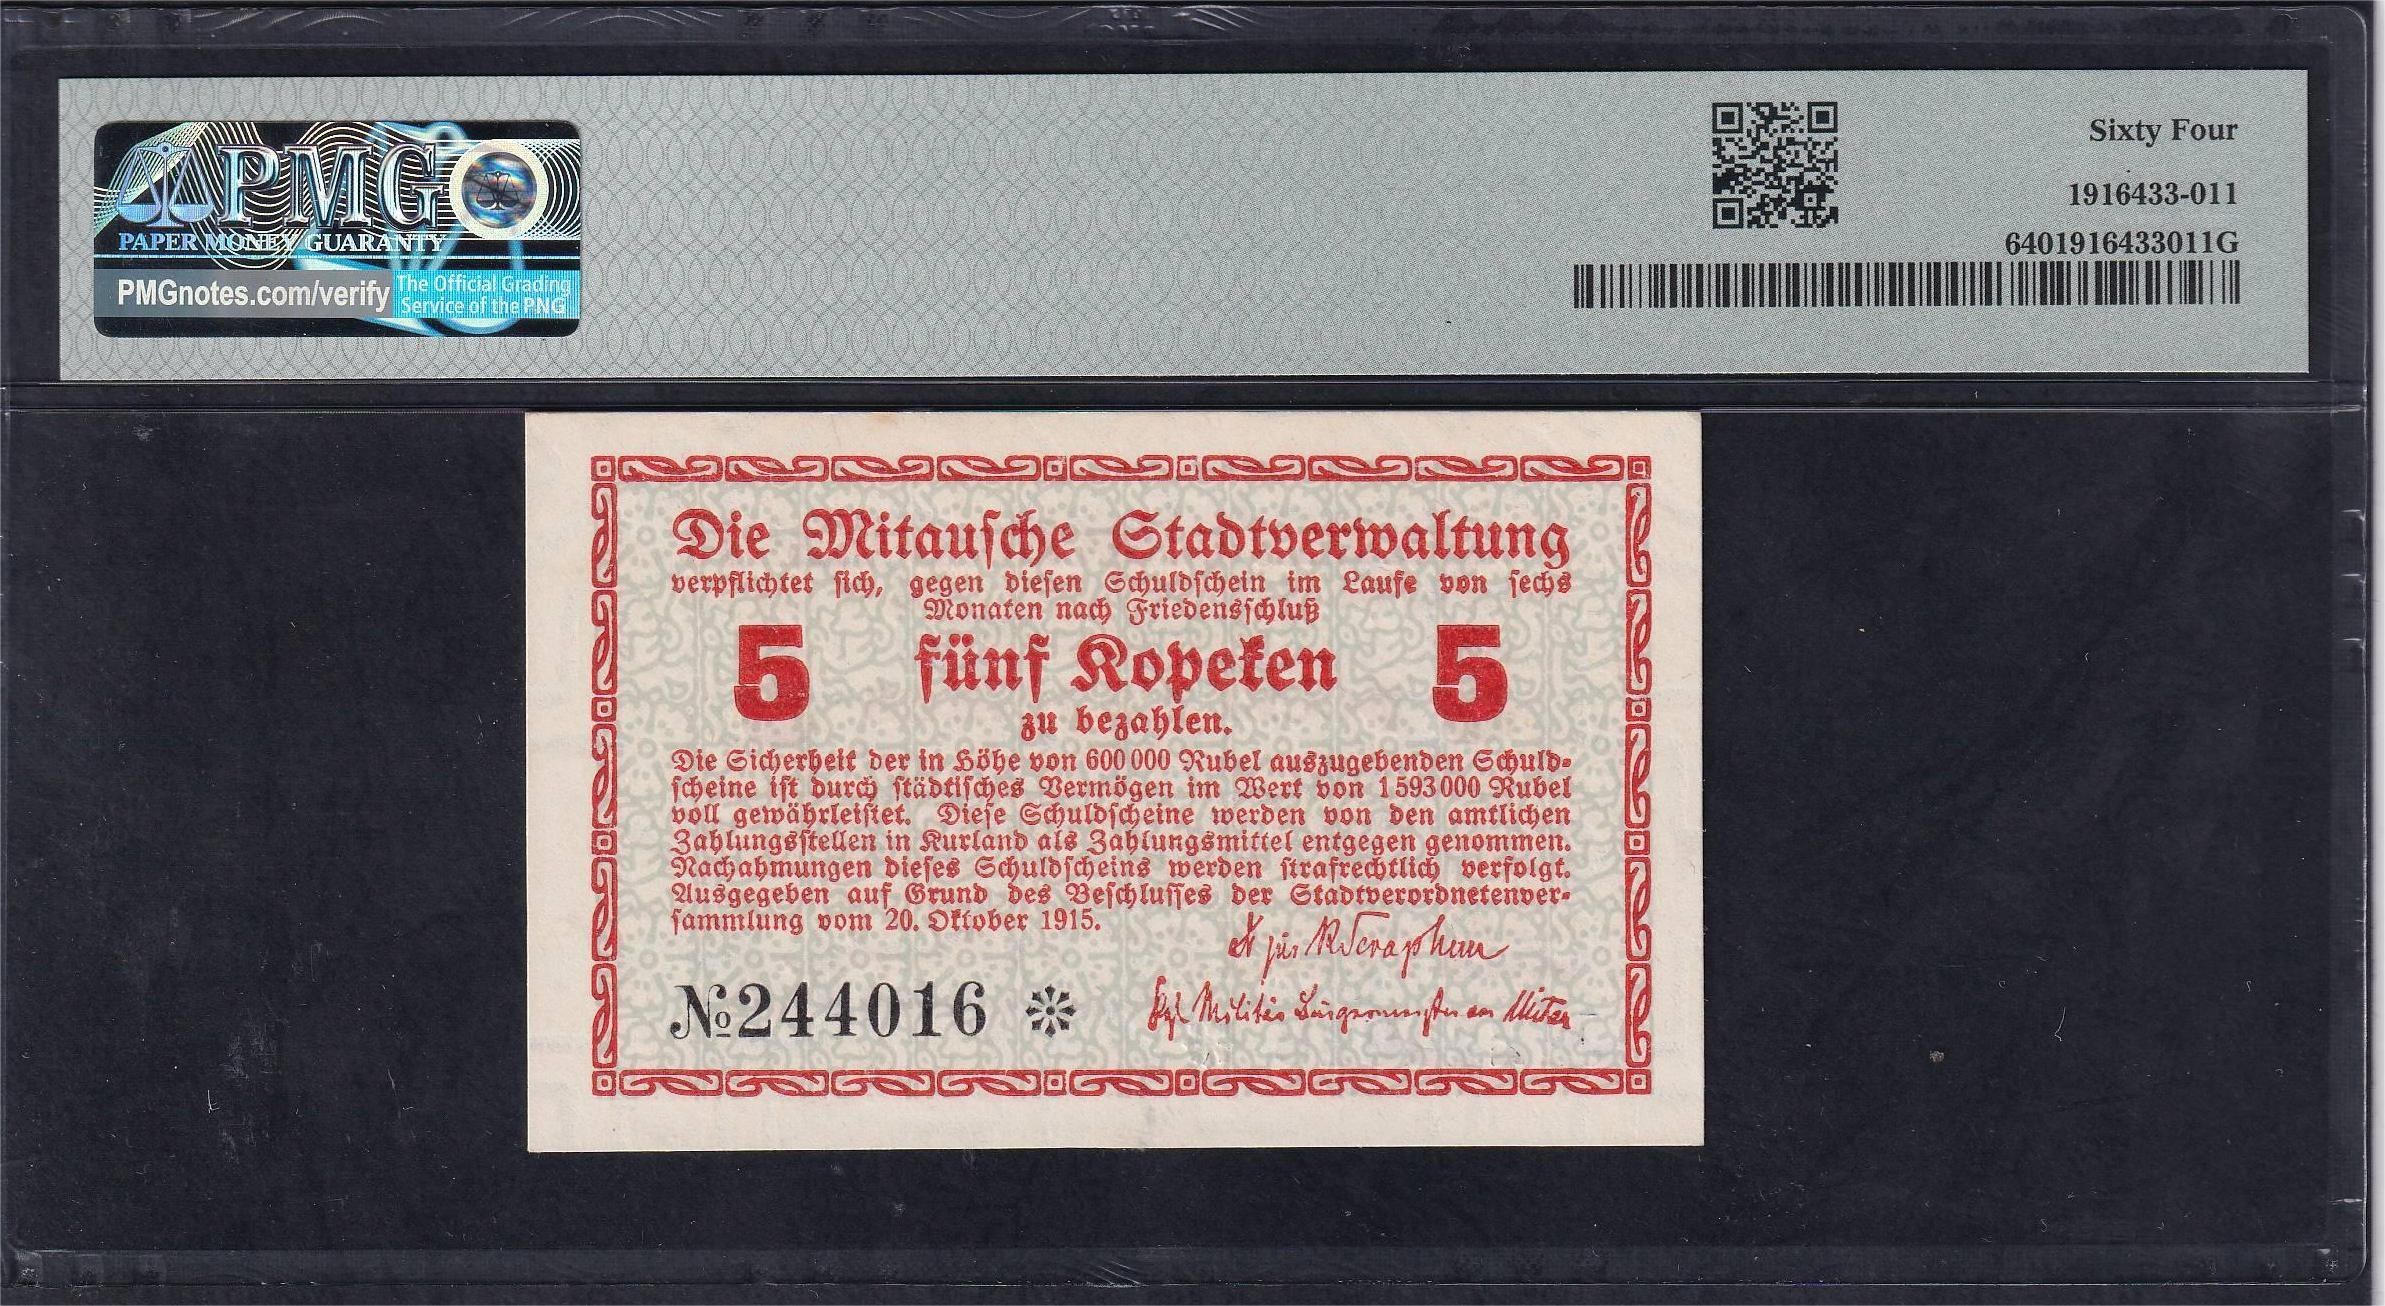 PMG
PAPER MONEY GUARANTY
PMGnotes.com/verify
The Official Grading
Service of the PNG
Sixty Four
1916433-011
6401916433011G
Die Mitauſche Stadtverwaltung
verpflichtet ſich, gegen dieſen Schuldſchein im Laufe von ſechs
Monaten nach Friedensſchluß
5 fünf Kopeken 5
zu bezahlen.
Die Sicherheit der in Höhe von 600 000 Rubel auszugebenden Schuld-
ſcheine iſt durch ſtädtiſches Vermögen im Wert von 1 593 000 Rubel
voll gewährleiſtet. Dieſe Schuldſcheine werden von den amtlichen
Zahlungsſtellen in Kurland als Zahlungsmittel entgegen genommen.
Nachahmungen dieſes Schuldſcheins werden ſtrafrechtlich verfolgt.
Ausgegeben auf Grund des Beſchluſſes der Stadtverordnetenver-
ſammlung vom 20. Oktober 1915.
№244016